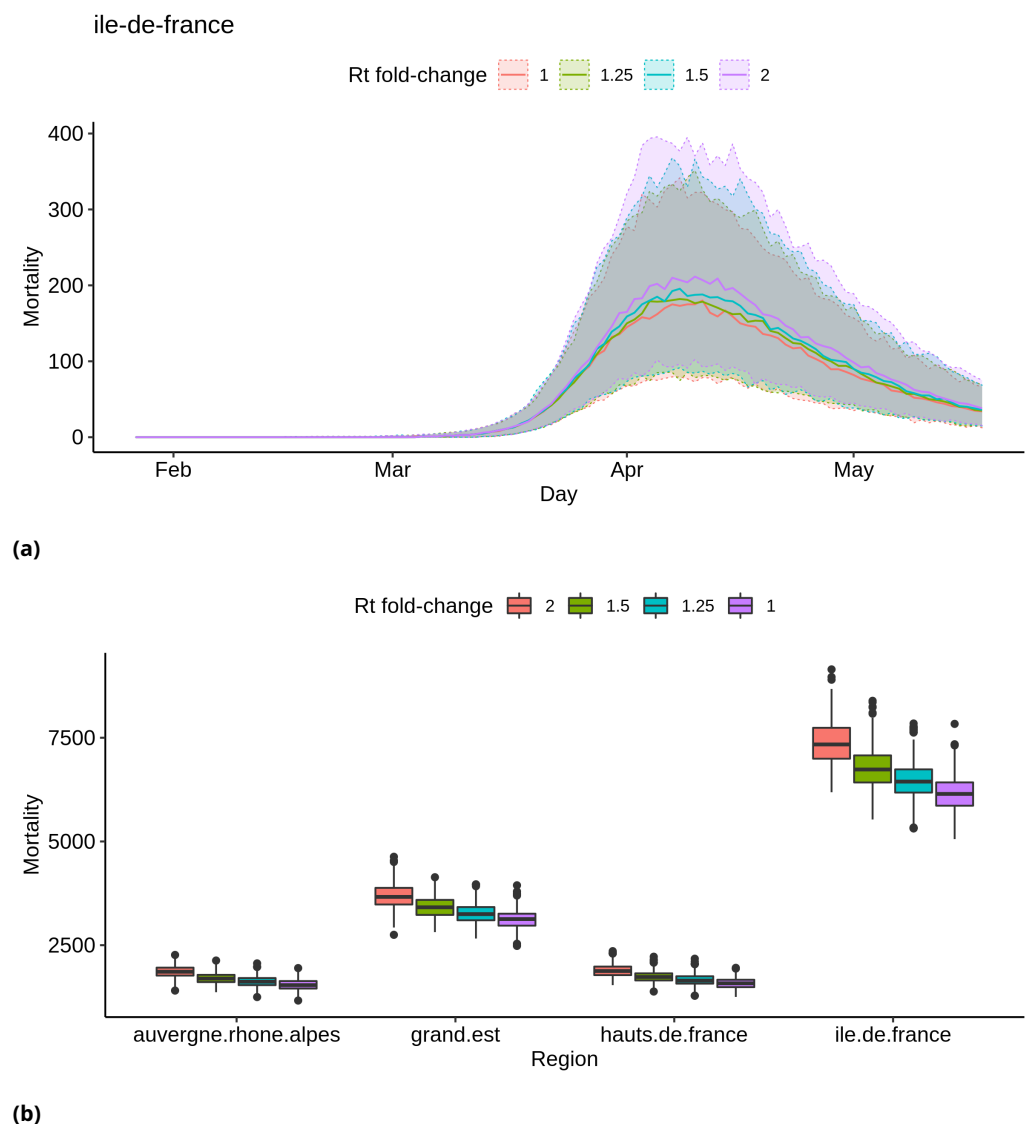 ile-de-france
Rt fold-change 1 1.25 1.5 2
400
300
200
100
0
Mortality
Feb Mar Apr May
Day
(a)
Rt fold-change 2 1.5 1.25 1
7500
5000
2500
Mortality
auvergne.rhone.alpes grand.est hauts.de.france ile.de.france
Region
(b)